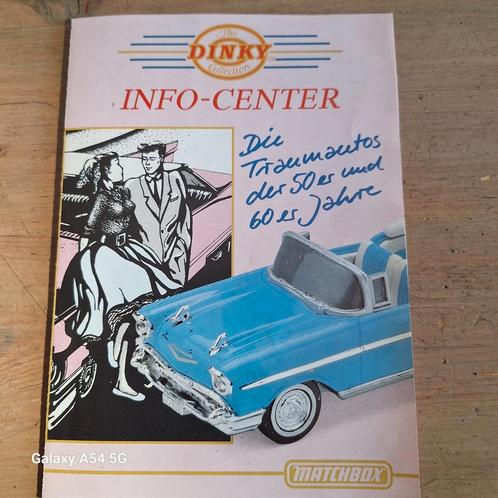 The
DINKY
Collection
INFO-CENTER
Die
Traumautos
der 50er und
60er Jahre
MATCHBOX
Galaxy A54 5G